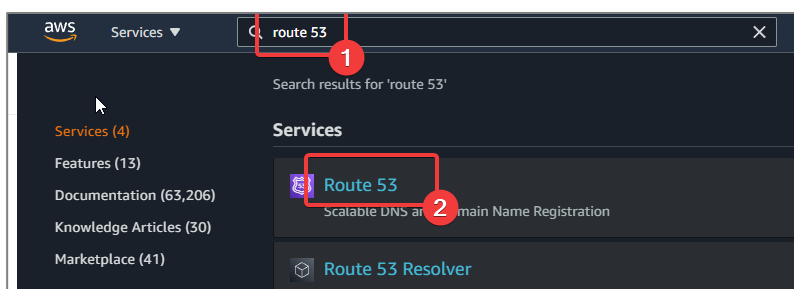 aws
Services ▼
route 53
1
Search results for 'route 53'
Services (4)
Features (13)
Documentation (63,206)
Knowledge Articles (30)
Marketplace (41)
Services
Route 53
2
Scalable DNS an main Name Registration
Route 53 Resolver